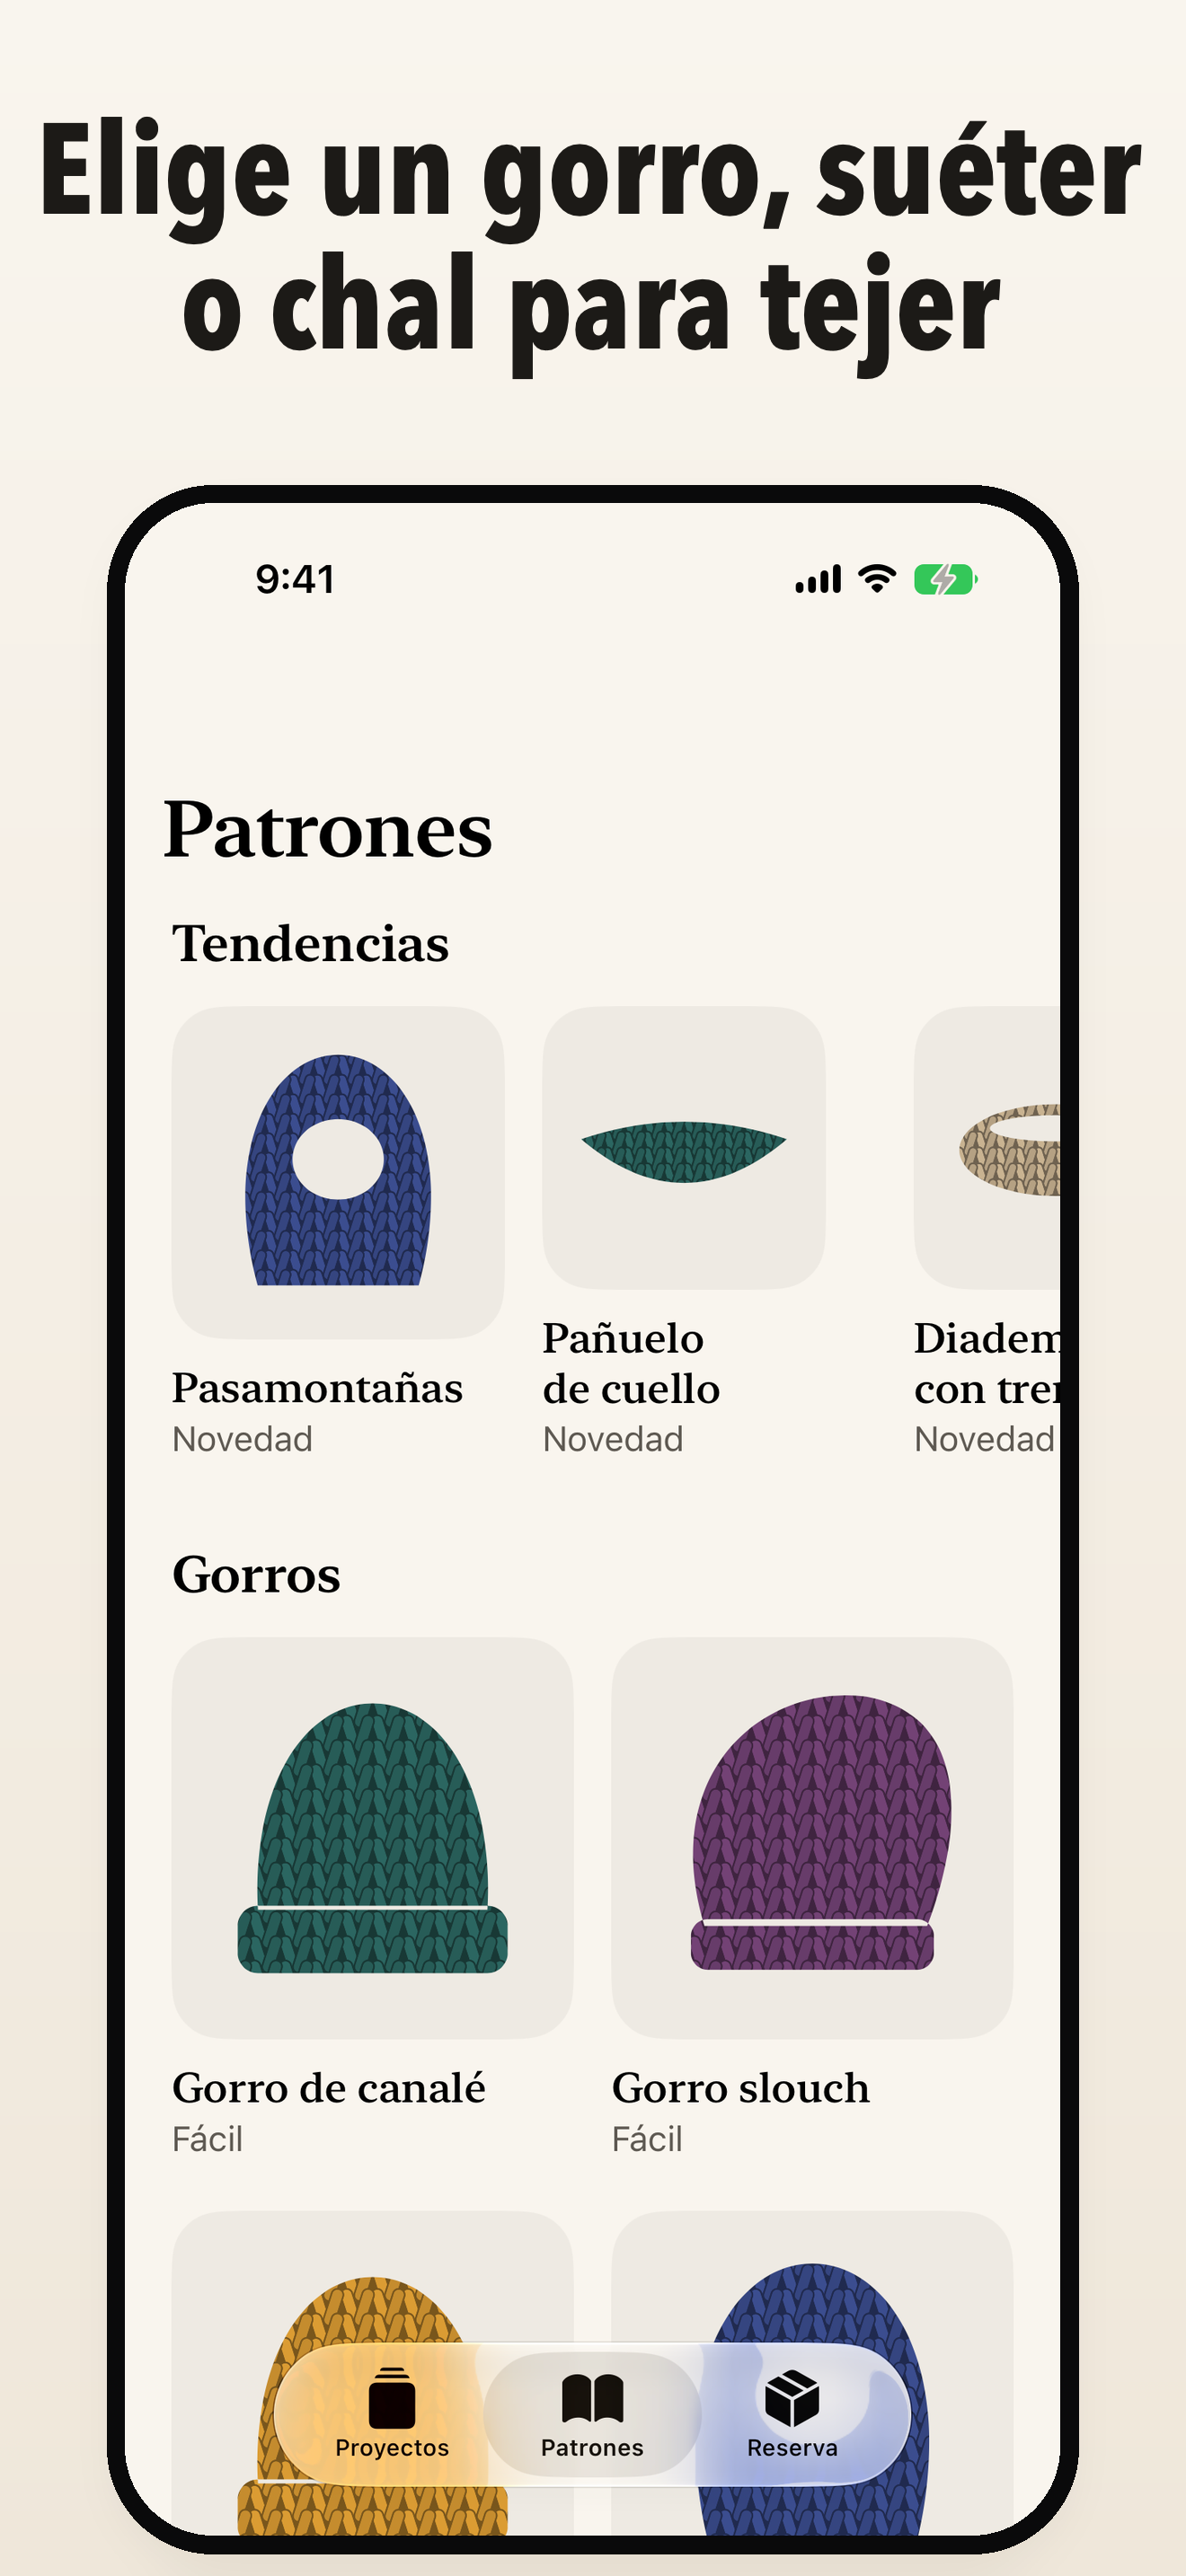 Elige un gorro, suéter
o chal para tejer
9:41
Patrones
Tendencias
Pasamontañas
Novedad
Pañuelo
de cuello
Novedad
Novedad
Gorros
Gorro de canalé
Fácil
Gorro slouch
Fácil
Proyectos
Patrones
Reserva